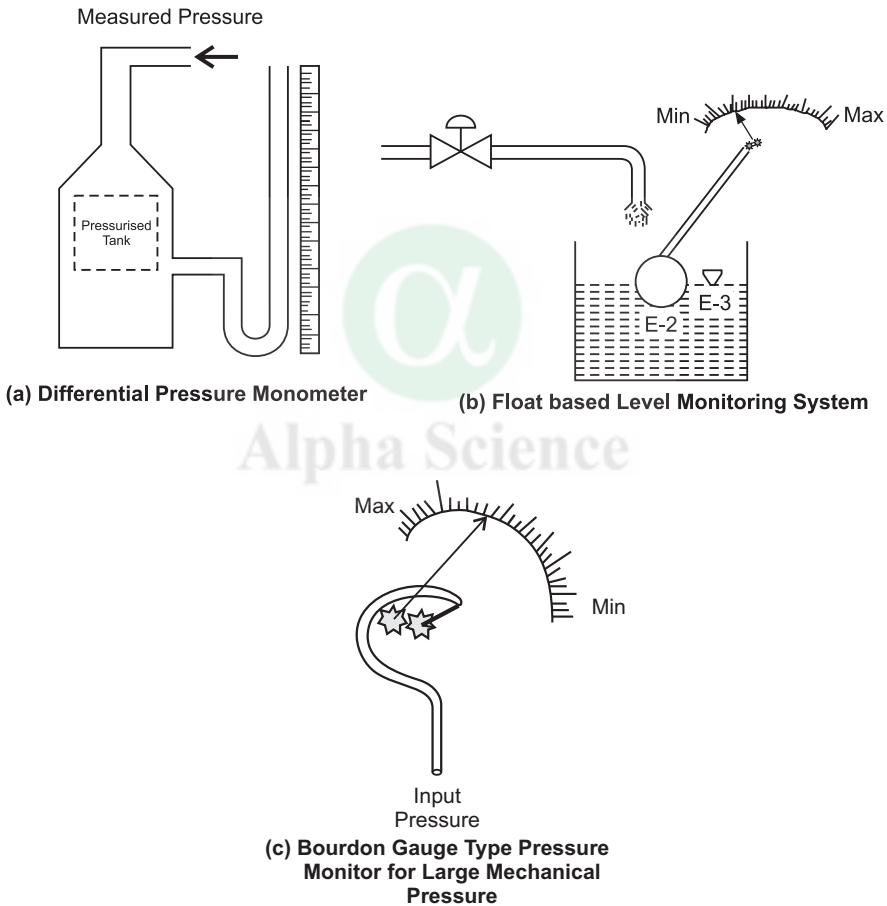 Measured Pressure
Pressurised
Tank
(a) Differential Pressure Monometer
Min
Max
E-3
E-2
(b) Float based Level Monitoring System
α
Alpha Science
Max
Min
Input
Pressure
(c) Bourdon Gauge Type Pressure
Monitor for Large Mechanical
Pressure